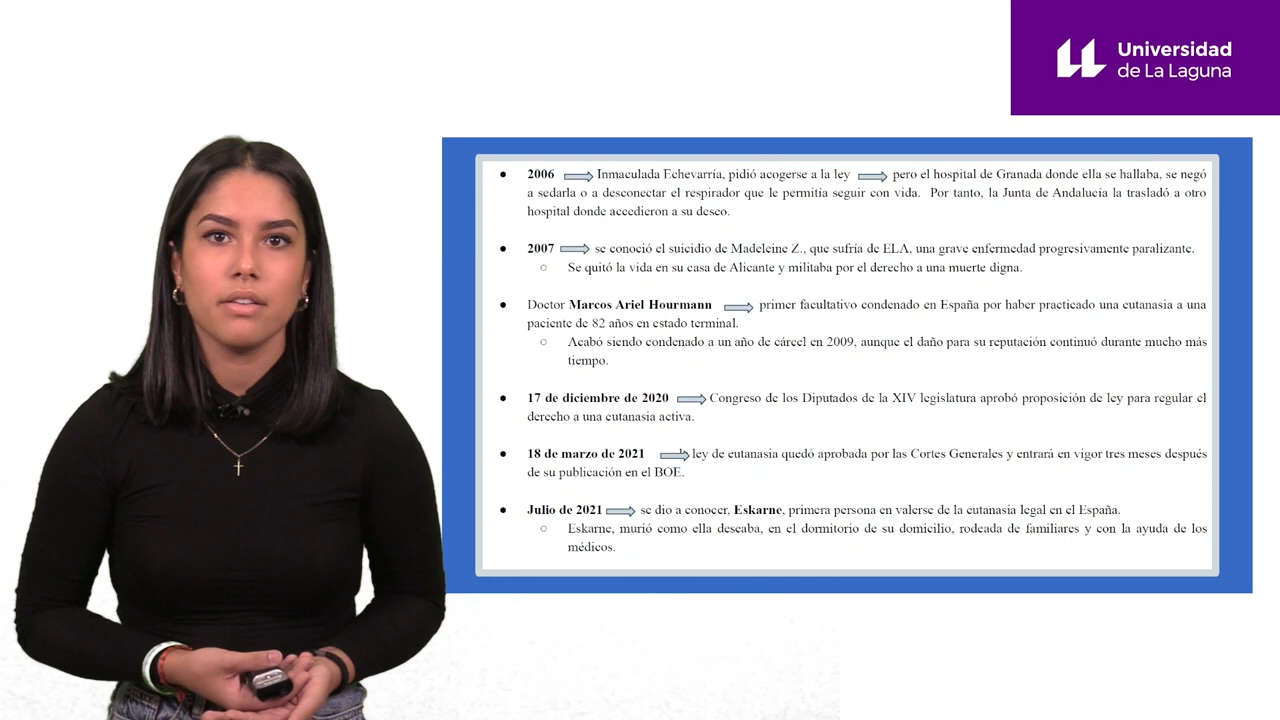 Universidad
de La Laguna
● 2006 Inmaculada Echevarría, pidió acogerse a la ley pero el hospital de Granada donde ella se hallaba, se negó
a sedarla o a desconectar el respirador que le permitía seguir con vida. Por tanto, la Junta de Andalucía la trasladó a otro
hospital donde accedieron a su deseo.
● 2007 se conoció el suicidio de Madeleine Z., que sufría de ELA, una grave enfermedad progresivamente paralizante.
○ Se quitó la vida en su casa de Alicante y militaba por el derecho a una muerte digna.
● Doctor Marcos Ariel Hourmann primer facultativo condenado en España por haber practicado una eutanasia a una
paciente de 82 años en estado terminal.
○ Acabó siendo condenado a un año de cárcel en 2009, aunque el daño para su reputación continuó durante mucho más
tiempo.
● 17 de diciembre de 2020 Congreso de los Diputados de la XIV legislatura aprobó proposición de ley para regular el
derecho a una eutanasia activa.
● 18 de marzo de 2021 ley de eutanasia quedó aprobada por las Cortes Generales y entrará en vigor tres meses después
de su publicación en el BOE.
● Julio de 2021 se dio a conocer, Eskarne, primera persona en valerse de la eutanasia legal en el España.
○ Eskarne, murió como ella deseaba, en el dormitorio de su domicilio, rodeada de familiares y con la ayuda de los
médicos.